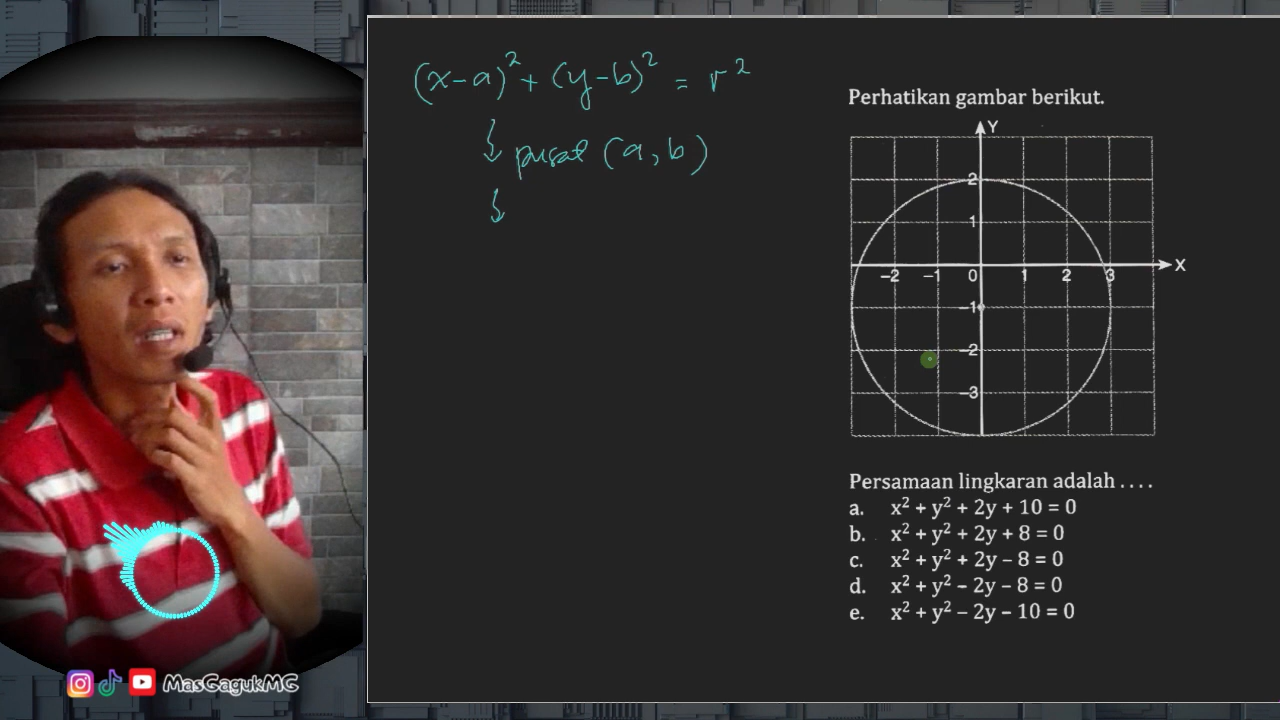 (x-a)² + (y-b)² = r²
pusat (a, b)
Perhatikan gambar berikut.
Y
2
1
-2 -1 0 1 2 3 X
-1
-2
-3
Persamaan lingkaran adalah . . . .
a. x² + y² + 2y + 10 = 0
b. x² + y² + 2y + 8 = 0
c. x² + y² + 2y – 8 = 0
d. x² + y² – 2y – 8 = 0
e. x² + y² – 2y – 10 = 0
MasGagukMG